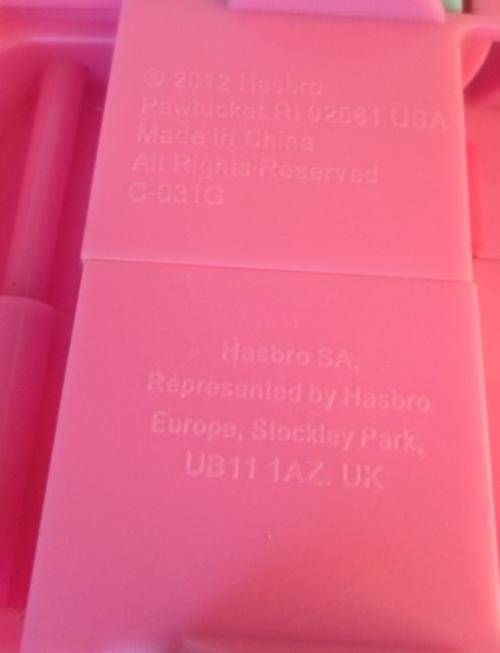 © 2012 Hasbro
Pawtucket, RI 02861 USA
Made in China
All Rights Reserved
C-031G
Hasbro SA,
Represented by Hasbro
Europe, Stockley Park,
UB11 1AZ. UK